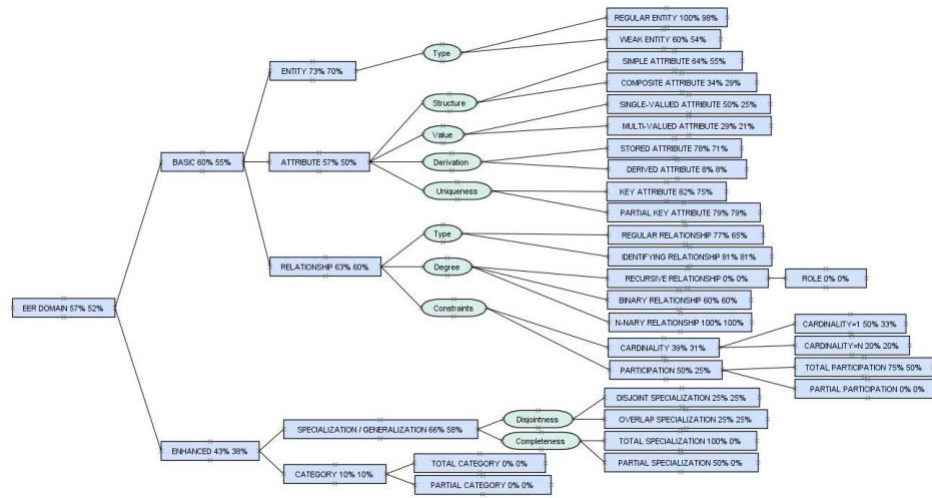 REGULAR ENTITY 100% 98%
WEAK ENTITY 60% 54%
Type
ENTITY 73% 70%
SIMPLE ATTRIBUTE 64% 55%
COMPOSITE ATTRIBUTE 34% 29%
Structure
SINGLE-VALUED ATTRIBUTE 50% 25%
MULTI-VALUED ATTRIBUTE 29% 21%
Value
STORED ATTRIBUTE 78% 71%
BASIC 60% 55%
ATTRIBUTE 57% 50%
Derivation
DERIVED ATTRIBUTE 8% 8%
Uniqueness
KEY ATTRIBUTE 82% 75%
PARTIAL KEY ATTRIBUTE 79% 79%
Type
REGULAR RELATIONSHIP 77% 65%
IDENTIFYING RELATIONSHIP 81% 81%
RELATIONSHIP 63% 60%
Degree
RECURSIVE RELATIONSHIP 0% 0%
ROLE 0% 0%
BINARY RELATIONSHIP 60% 60%
EER DOMAIN 57% 52%
Constraints
N-NARY RELATIONSHIP 100% 100%
CARDINALITY=1 50% 33%
CARDINALITY 39% 31%
CARDINALITY=N 20% 20%
PARTICIPATION 50% 25%
TOTAL PARTICIPATION 75% 50%
PARTIAL PARTICIPATION 0% 0%
DISJOINT SPECIALIZATION 25% 25%
Disjointness
OVERLAP SPECIALIZATION 25% 25%
SPECIALIZATION / GENERALIZATION 66% 58%
Completeness
TOTAL SPECIALIZATION 100% 0%
ENHANCED 43% 38%
PARTIAL SPECIALIZATION 50% 0%
TOTAL CATEGORY 0% 0%
CATEGORY 10% 10%
PARTIAL CATEGORY 0% 0%